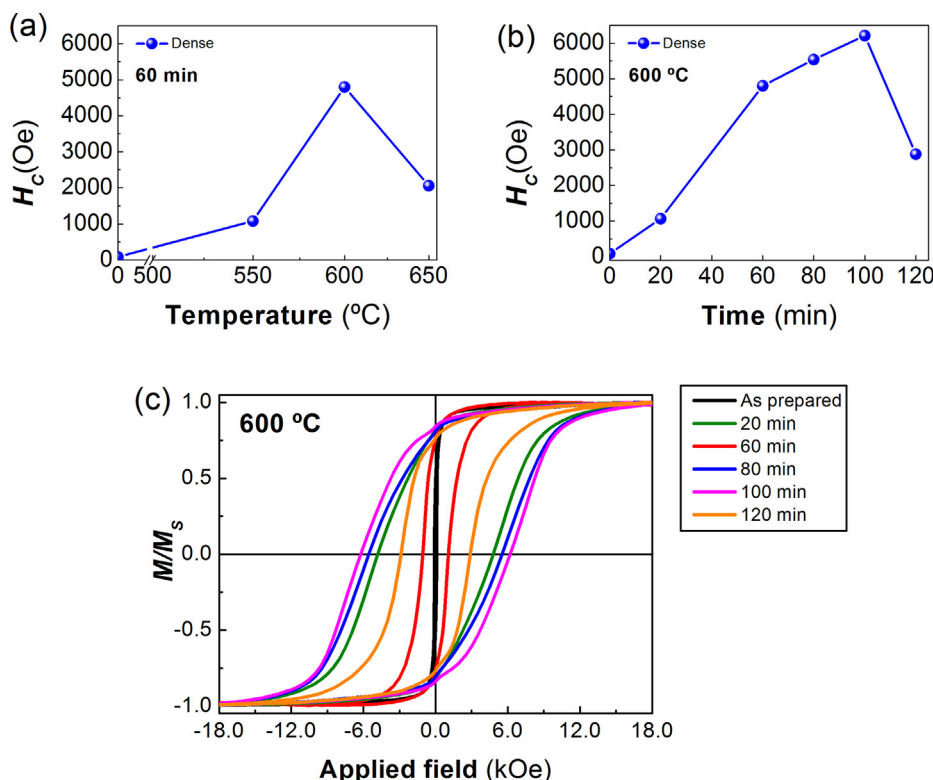 (a)
Dense
60 min
6000
5000
4000
3000
2000
1000
0
H_C(Oe)
0 500 550 600 650
Temperature (ºC)
(b)
Dense
600 ºC
6000
5000
4000
3000
2000
1000
0
H_C(Oe)
0 20 40 60 80 100 120
Time (min)
(c)
600 ºC
1.0
0.5
0.0
-0.5
-1.0
M/M_s
-18.0 -12.0 -6.0 0.0 6.0 12.0 18.0
Applied field (kOe)
As prepared
20 min
60 min
80 min
100 min
120 min